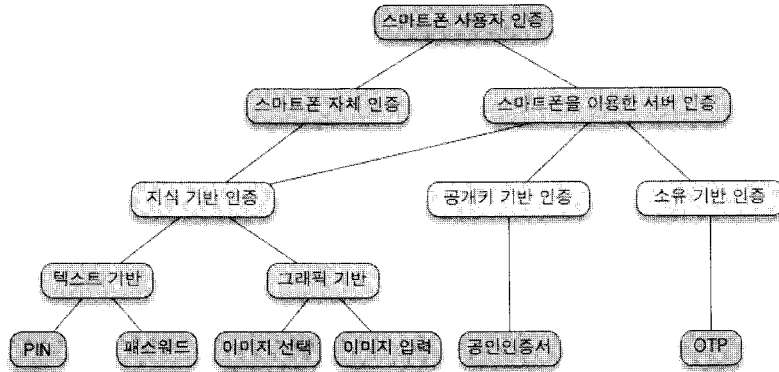 스마트폰 사용자 인증
스마트폰 자체 인증
스마트폰을 이용한 서버 인증
지식 기반 인증
공개키 기반 인증
소유 기반 인증
텍스트 기반
그래픽 기반
PIN
패스워드
이미지 선택
이미지 입력
공인인증서
OTP